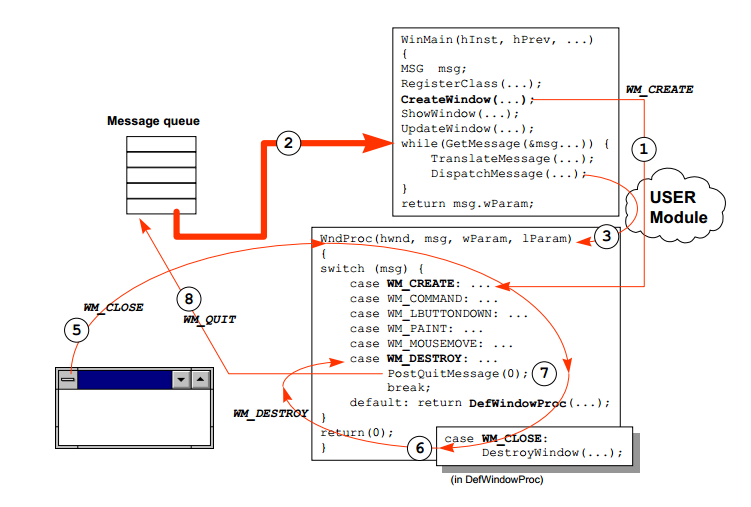 WinMain(hInst, hPrev, ...)
{
MSG  msg;
RegisterClass(...);
CreateWindow(...);
ShowWindow(...);
UpdateWindow(...);
while(GetMessage(&msg...)) {
    TranslateMessage(...);
    DispatchMessage(...);
}
return msg.wParam;
WM_CREATE
1
USER
Module
Message queue
2
3
WndProc(hwnd, msg, wParam, lParam)
{
switch (msg) {
    case WM_CREATE: ...
    case WM_COMMAND: ...
    case WM_LBUTTONDOWN: ...
    case WM_PAINT: ...
    case WM_MOUSEMOVE: ...
    case WM_DESTROY: ...
         PostQuitMessage(0);
         break;
    default: return DefWindowProc(...);
}
return(0);
}
8
WM_CLOSE
WM_QUIT
5
7
WM_DESTROY
6
case WM_CLOSE:
     DestroyWindow(...);
(in DefWindowProc)